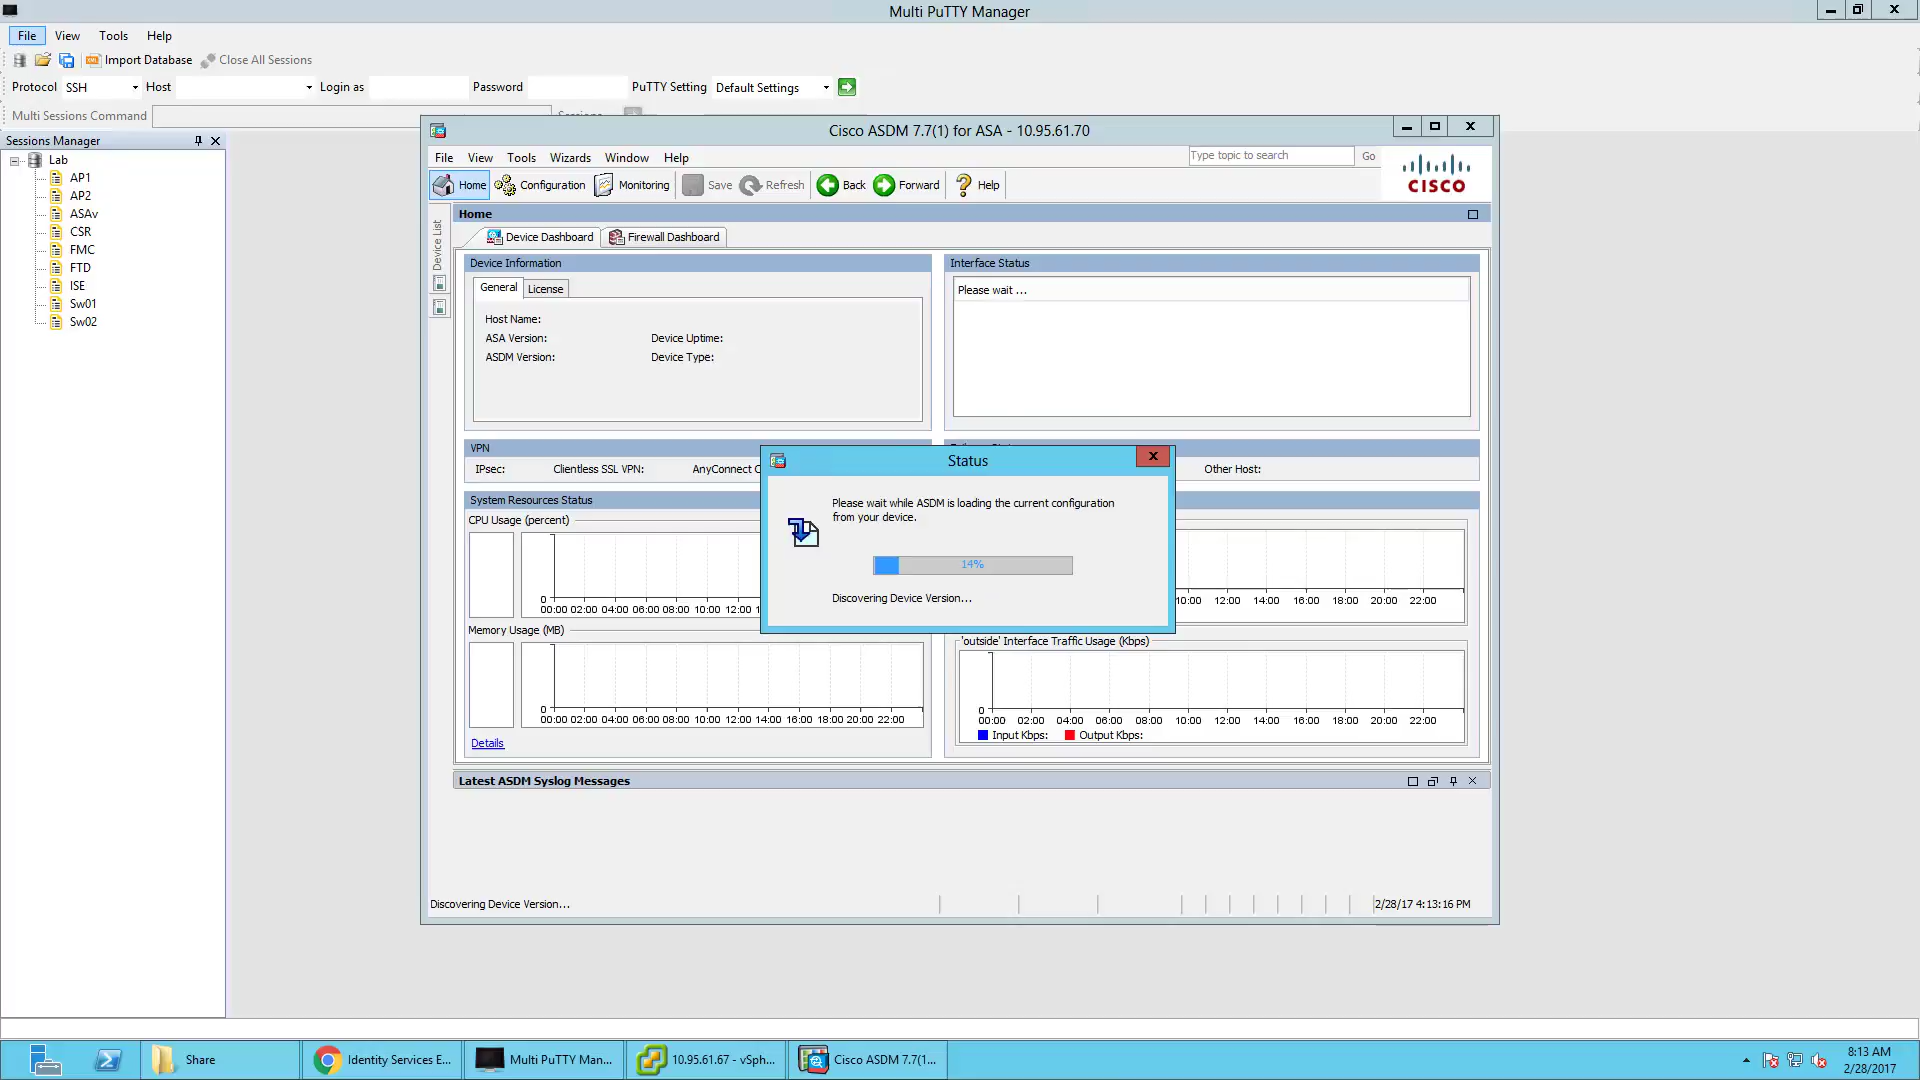 Multi PuTTY Manager
File View Tools Help
Import Database Close All Sessions
Protocol SSH Host Login as Password PuTTY Setting Default Settings
Multi Sessions Command Sessions
Sessions Manager
Lab
AP1
AP2
ASAv
CSR
FMC
FTD
ISE
Sw01
Sw02
Cisco ASDM 7.7(1) for ASA - 10.95.61.70
File View Tools Wizards Window Help
Type topic to search Go
CISCO
Home Configuration Monitoring Save Refresh Back Forward Help
Device List
Home
Device Dashboard Firewall Dashboard
Device Information
General License
Host Name:
ASA Version: Device Uptime:
ASDM Version: Device Type:
Interface Status
Please wait ...
VPN
IPsec: Clientless SSL VPN: AnyConnect C
Other Host:
System Resources Status
CPU Usage (percent)
0
00:00 02:00 04:00 06:00 08:00 10:00 12:00 1
10:00 12:00 14:00 16:00 18:00 20:00 22:00
Status
Please wait while ASDM is loading the current configuration
from your device.
14%
Discovering Device Version...
Memory Usage (MB)
0
00:00 02:00 04:00 06:00 08:00 10:00 12:00 14:00 16:00 18:00 20:00 22:00
Details
'outside' Interface Traffic Usage (Kbps)
0
00:00 02:00 04:00 06:00 08:00 10:00 12:00 14:00 16:00 18:00 20:00 22:00
Input Kbps: Output Kbps:
Latest ASDM Syslog Messages
Discovering Device Version... 2/28/17 4:13:16 PM
Share
Identity Services E...
Multi PuTTY Man...
10.95.61.67 - vSph...
Cisco ASDM 7.7(1...
8:13 AM
2/28/2017